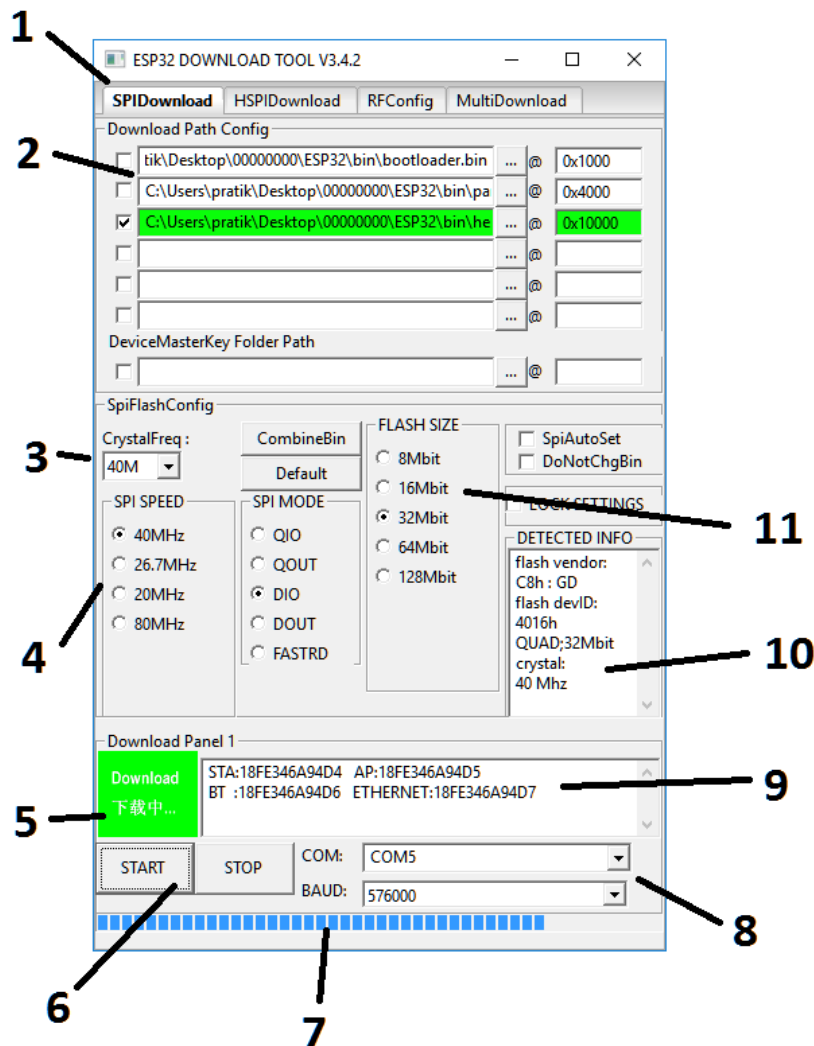 1
ESP32 DOWNLOAD TOOL V3.4.2
SPIDownload HSPIDownload RFConfig MultiDownload
Download Path Config
2
tik\Desktop\00000000\ESP32\bin\bootloader.bin ... @ 0x1000
C:\Users\pratik\Desktop\00000000\ESP32\bin\pa ... @ 0x4000
C:\Users\pratik\Desktop\00000000\ESP32\bin\he ... @ 0x10000
... @
... @
... @
DeviceMasterKey Folder Path
... @
SpiFlashConfig
3
CrystalFreq :
40M
CombineBin
Default
SPI SPEED
40MHz
26.7MHz
20MHz
80MHz
4
SPI MODE
QIO
QOUT
DIO
DOUT
FASTRD
FLASH SIZE
8Mbit
16Mbit
32Mbit
64Mbit
128Mbit
11
SpiAutoSet
DoNotChgBin
LOCK SETTINGS
DETECTED INFO
flash vendor:
C8h : GD
flash devID:
4016h
QUAD;32Mbit
crystal:
40 Mhz
10
Download Panel 1
Download
下载中...
5
STA:18FE346A94D4 AP:18FE346A94D5
BT :18FE346A94D6 ETHERNET:18FE346A94D7
9
START STOP
COM: COM5
BAUD: 576000
8
6
7